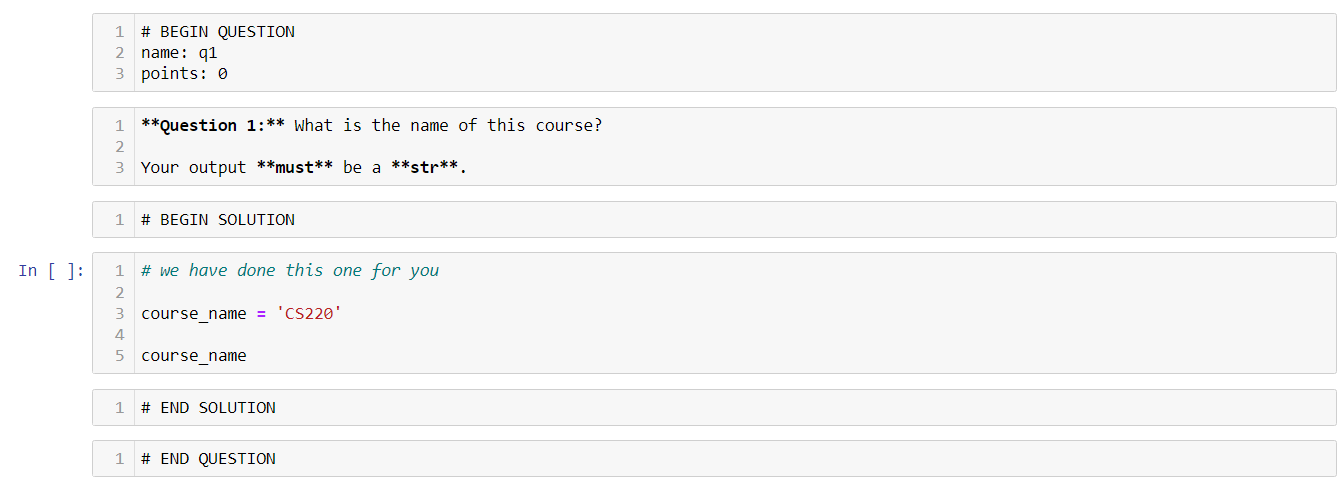 1 # BEGIN QUESTION
2 name: q1
3 points: 0
1 **Question 1:** What is the name of this course?
2
3 Your output **must** be a **str**.
1 # BEGIN SOLUTION
In [ ]: 1 # we have done this one for you
2
3 course_name = 'CS220'
4
5 course_name
1 # END SOLUTION
1 # END QUESTION